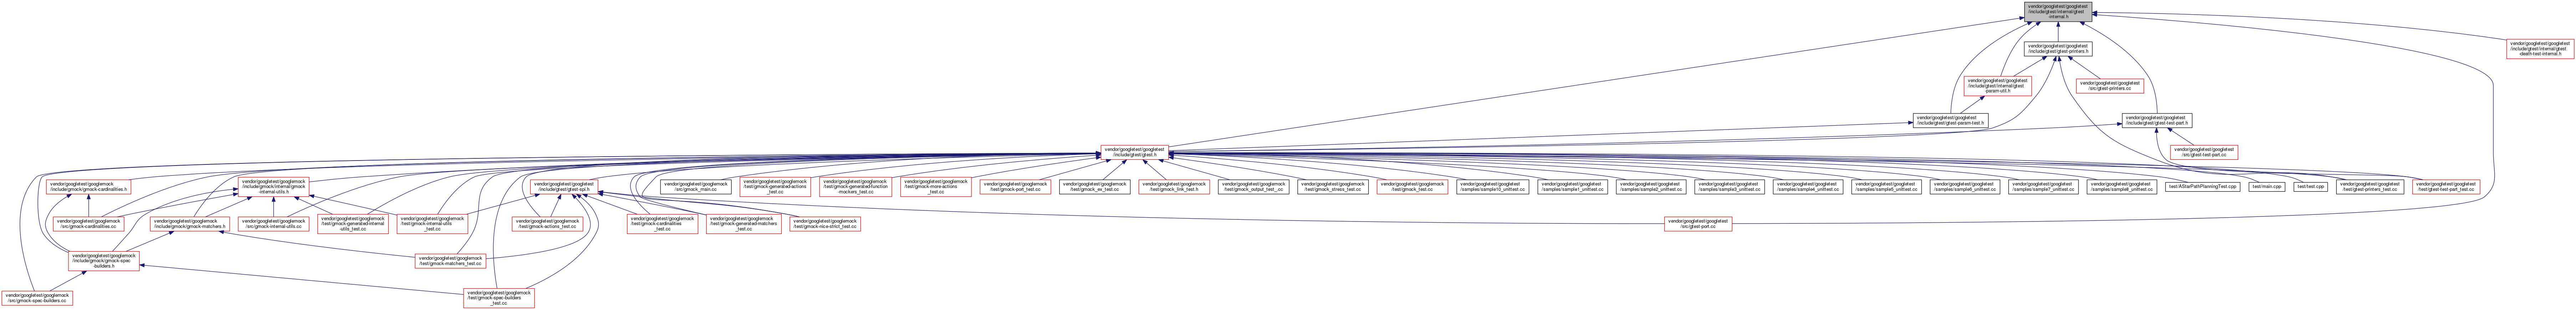 vendor/googletest/googletest
/include/gtest/internal/gtest
-internal.h
vendor/googletest/googletest
/include/gtest/gtest-printers.h
vendor/googletest/googletest
/include/gtest/internal/gtest
-death-test-internal.h
vendor/googletest/googletest
/include/gtest/internal/gtest
-param-util.h
vendor/googletest/googletest
/src/gtest-printers.cc
vendor/googletest/googletest
/include/gtest/gtest-param-test.h
vendor/googletest/googletest
/include/gtest/gtest-test-part.h
vendor/googletest/googletest
/include/gtest/gtest.h
vendor/googletest/googletest
/src/gtest-test-part.cc
vendor/googletest/googlemock
/include/gmock/gmock-cardinalities.h
vendor/googletest/googlemock
/include/gmock/internal/gmock
-internal-utils.h
vendor/googletest/googletest
/include/gtest/gtest-spi.h
vendor/googletest/googlemock
/src/gmock_main.cc
vendor/googletest/googlemock
/test/gmock-generated-actions
_test.cc
vendor/googletest/googlemock
/test/gmock-generated-function
-mockers_test.cc
vendor/googletest/googlemock
/test/gmock-more-actions
_test.cc
vendor/googletest/googlemock
/test/gmock-port_test.cc
vendor/googletest/googlemock
/test/gmock_ex_test.cc
vendor/googletest/googlemock
/test/gmock_link_test.h
vendor/googletest/googlemock
/test/gmock_output_test_.cc
vendor/googletest/googlemock
/test/gmock_stress_test.cc
vendor/googletest/googlemock
/test/gmock_test.cc
vendor/googletest/googletest
/samples/sample10_unittest.cc
vendor/googletest/googletest
/samples/sample1_unittest.cc
vendor/googletest/googletest
/samples/sample2_unittest.cc
vendor/googletest/googletest
/samples/sample3_unittest.cc
vendor/googletest/googletest
/samples/sample4_unittest.cc
vendor/googletest/googletest
/samples/sample5_unittest.cc
vendor/googletest/googletest
/samples/sample6_unittest.cc
vendor/googletest/googletest
/samples/sample7_unittest.cc
vendor/googletest/googletest
/samples/sample8_unittest.cc
test/AStarPathPlanningTest.cpp
test/main.cpp
test/test.cpp
vendor/googletest/googletest
/test/gtest-printers_test.cc
vendor/googletest/googletest
/test/gtest-test-part_test.cc
vendor/googletest/googlemock
/src/gmock-cardinalities.cc
vendor/googletest/googlemock
/include/gmock/gmock-matchers.h
vendor/googletest/googlemock
/src/gmock-internal-utils.cc
vendor/googletest/googlemock
/test/gmock-generated-internal
-utils_test.cc
vendor/googletest/googlemock
/test/gmock-internal-utils
_test.cc
vendor/googletest/googlemock
/test/gmock-actions_test.cc
vendor/googletest/googlemock
/test/gmock-cardinalities
_test.cc
vendor/googletest/googlemock
/test/gmock-generated-matchers
_test.cc
vendor/googletest/googlemock
/test/gmock-nice-strict_test.cc
vendor/googletest/googletest
/src/gtest-port.cc
vendor/googletest/googlemock
/include/gmock/gmock-spec
-builders.h
vendor/googletest/googlemock
/test/gmock-matchers_test.cc
vendor/googletest/googlemock
/src/gmock-spec-builders.cc
vendor/googletest/googlemock
/test/gmock-spec-builders
_test.cc